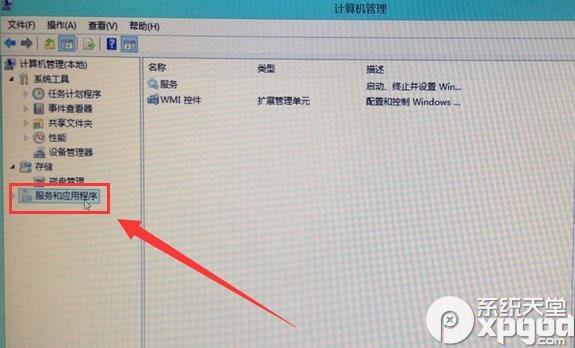 计算机管理
文件(F) 操作(A) 查看(V) 帮助(H)
计算机管理(本地)
系统工具
任务计划程序
事件查看器
共享文件夹
性能
设备管理器
存储
磁盘管理
服务和应用程序
名称 类型 描述
服务 启动、终止并设置 Win...
WMI 控件 扩展管理单元 配置和控制 Windows ...
系统天堂
xpgod